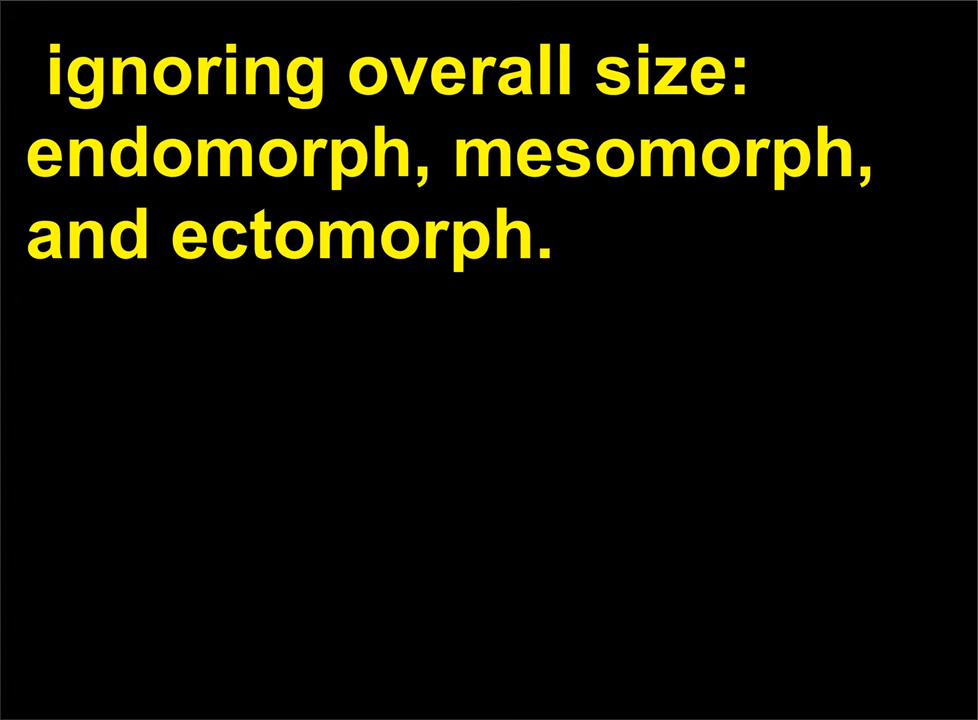 ignoring overall size:
endomorph, mesomorph,
and ectomorph.